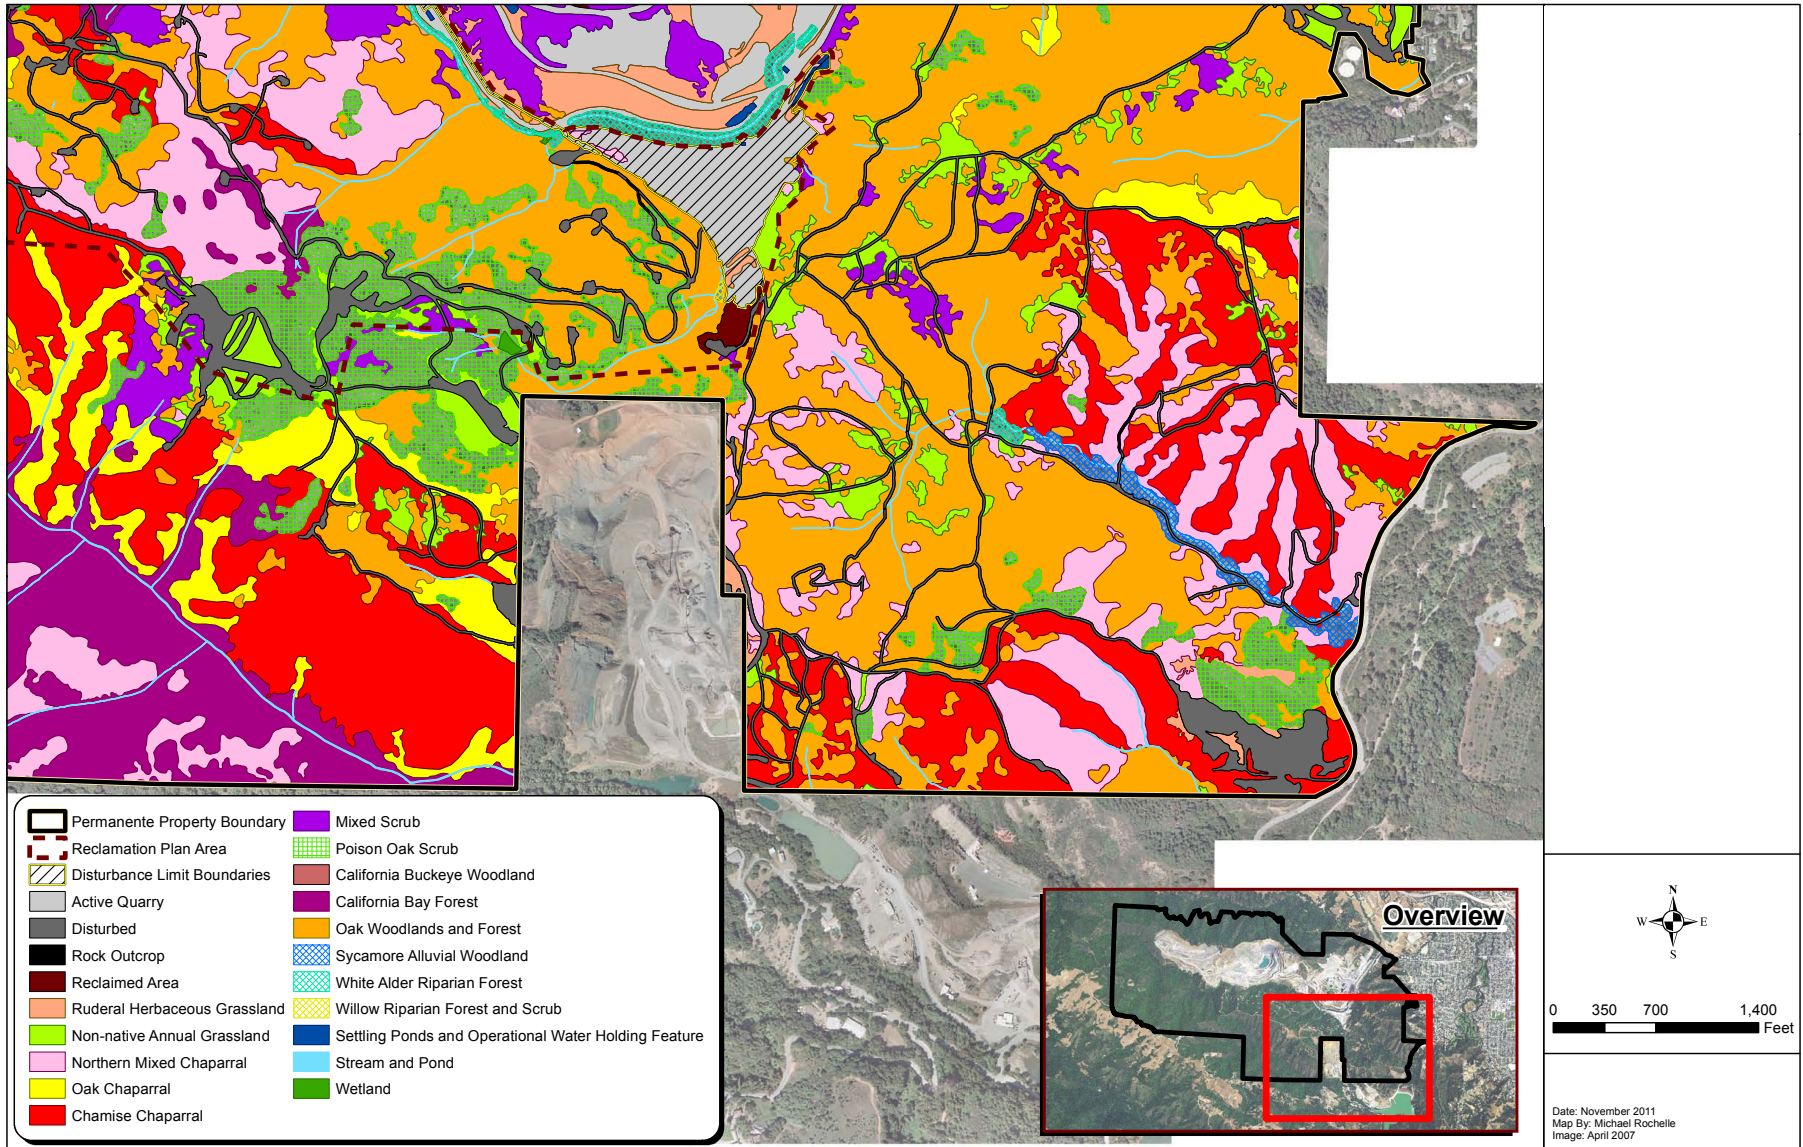 Permanente Property Boundary
Reclamation Plan Area
Disturbance Limit Boundaries
Active Quarry
Disturbed
Rock Outcrop
Reclaimed Area
Ruderal Herbaceous Grassland
Non-native Annual Grassland
Northern Mixed Chaparral
Oak Chaparral
Chamise Chaparral
Mixed Scrub
Poison Oak Scrub
California Buckeye Woodland
California Bay Forest
Oak Woodlands and Forest
Sycamore Alluvial Woodland
White Alder Riparian Forest
Willow Riparian Forest and Scrub
Settling Ponds and Operational Water Holding Feature
Stream and Pond
Wetland
Overview
N
W E
S
0 350 700 1,400
Feet
Date: November 2011
Map By: Michael Rochelle
Image: April 2007